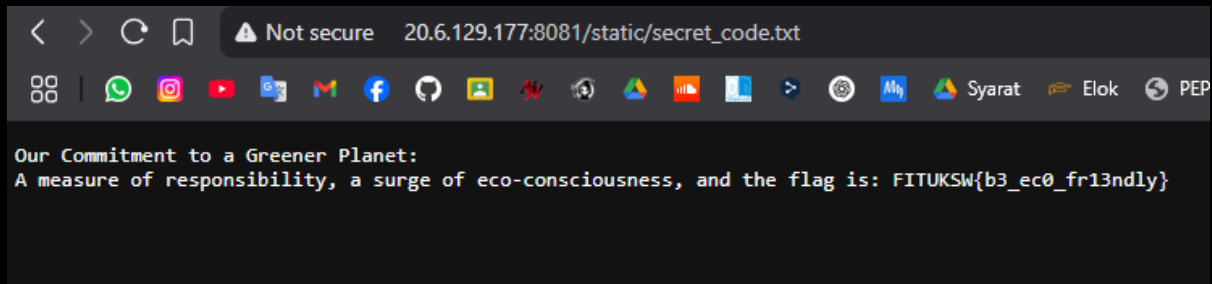 Not secure 20.6.129.177:8081/static/secret_code.txt
Syarat Elok PEP
Our Commitment to a Greener Planet:
A measure of responsibility, a surge of eco-consciousness, and the flag is: FITUKSW{b3_ec0_fr13ndly}